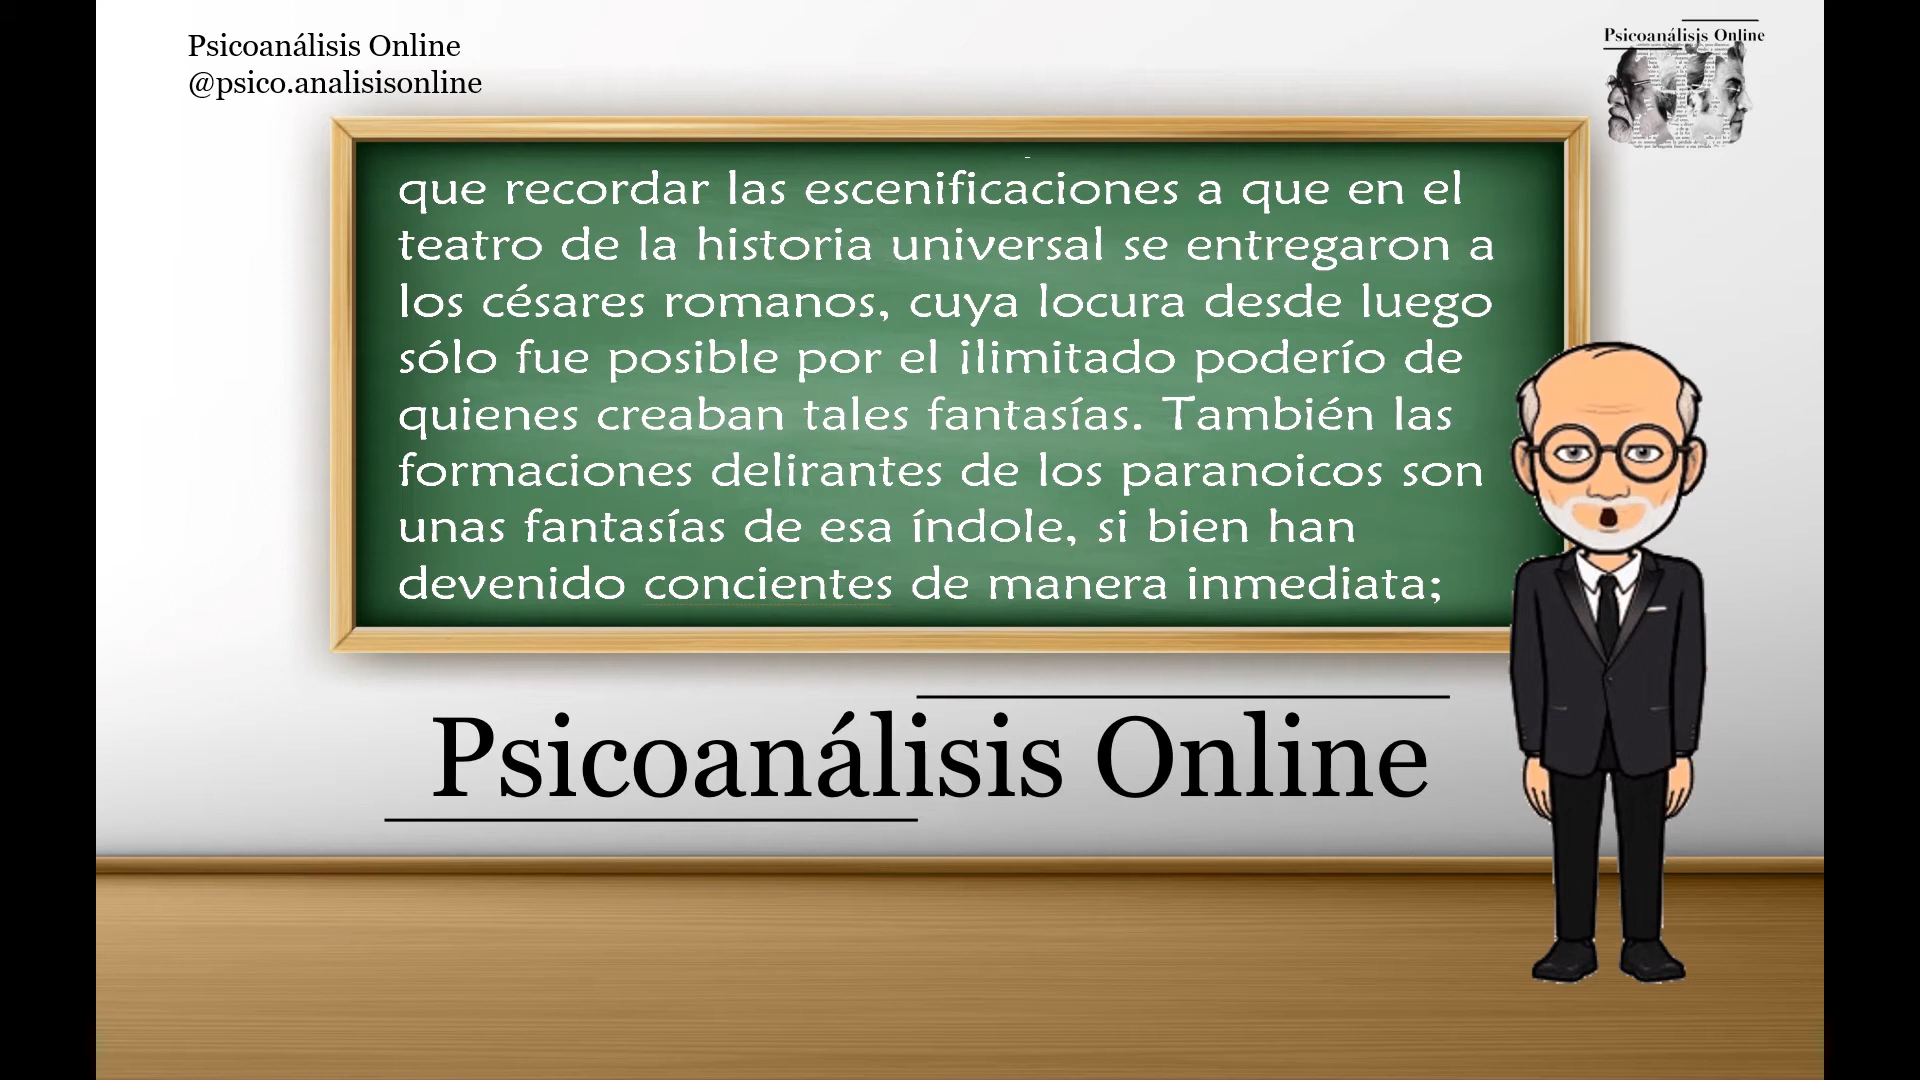 Psicoanálisis Online
@psico.analisisonline
Psicoanálisis Online
que recordar las escenificaciones a que en el
teatro de la historia universal se entregaron a
los césares romanos, cuya locura desde luego
sólo fue posible por el ilimitado poderío de
quienes creaban tales fantasías. También las
formaciones delirantes de los paranoicos son
unas fantasías de esa índole, si bien han
devenido concientes de manera inmediata;
Psicoanálisis Online